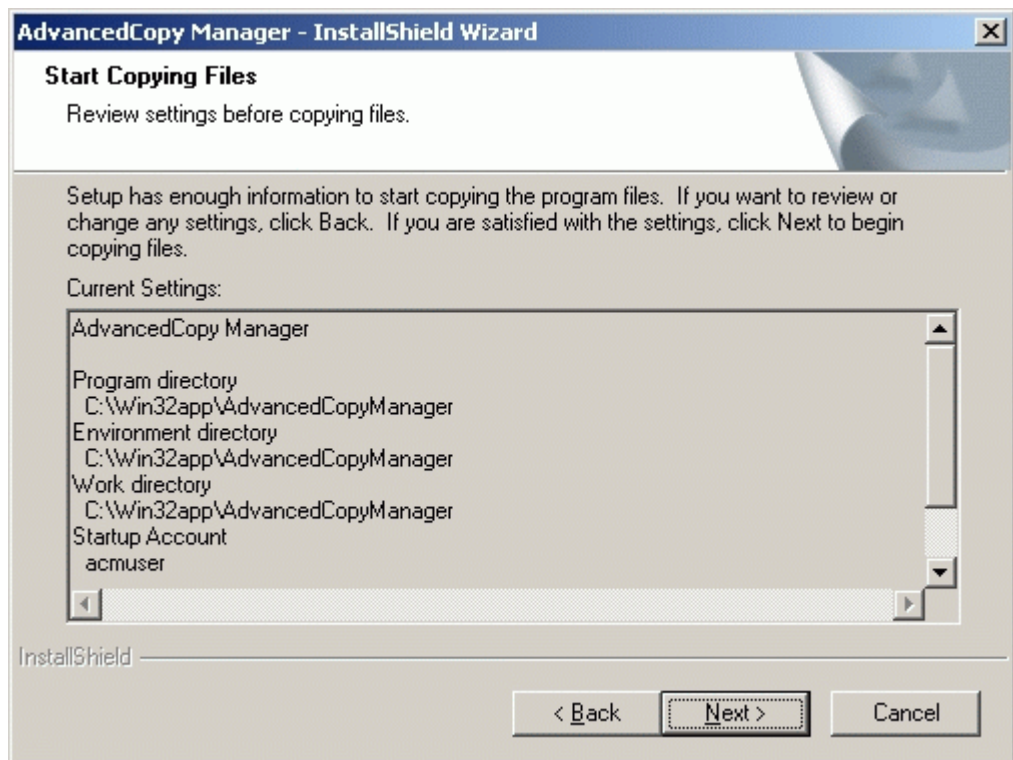 AdvancedCopy Manager - InstallShield Wizard
Start Copying Files
Review settings before copying files.
Setup has enough information to start copying the program files.  If you want to review or
change any settings, click Back.  If you are satisfied with the settings, click Next to begin
copying files.
Current Settings:
AdvancedCopy Manager
Program directory
C:\Win32app\AdvancedCopyManager
Environment directory
C:\Win32app\AdvancedCopyManager
Work directory
C:\Win32app\AdvancedCopyManager
Startup Account
acmuser
InstallShield
< Back
Next >
Cancel